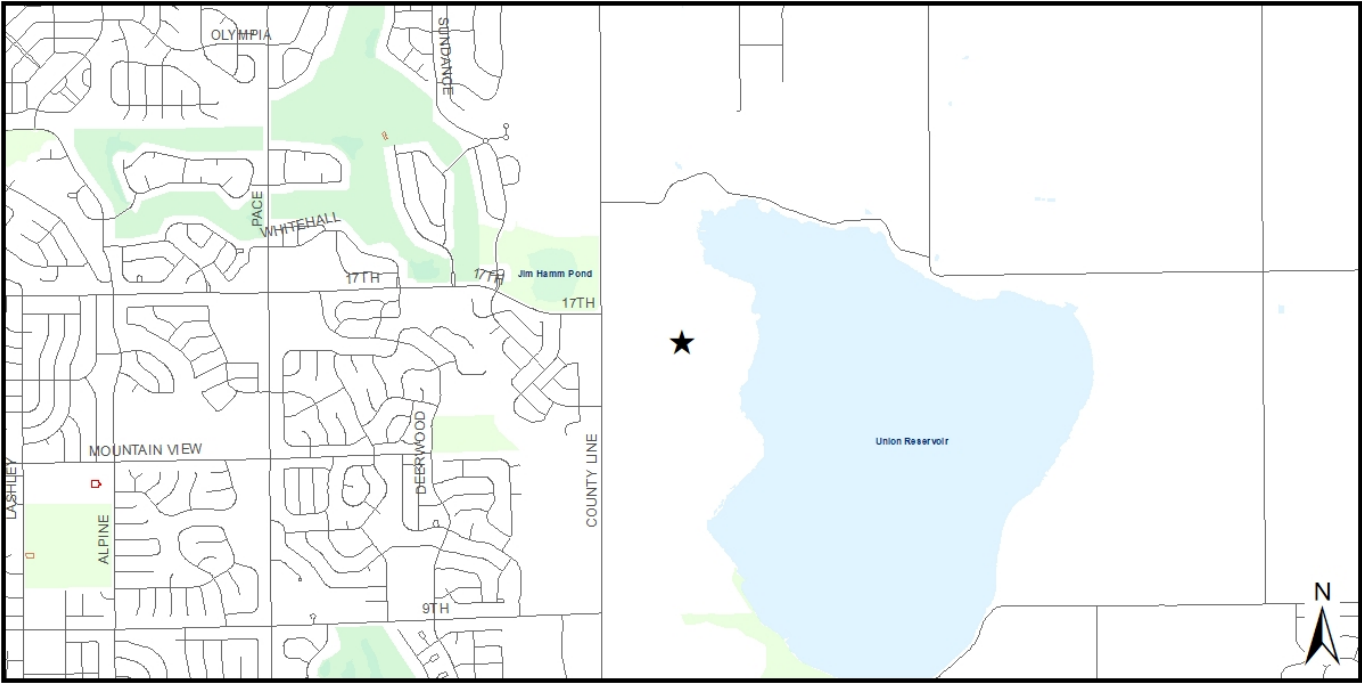 OLYMPIA
SUNDANCE
PACE
WHITEHALL
17TH
17TH
Jim Hamm Pond
17TH
Union Reservoir
MOUNTAIN VIEW
DEERWOOD
COUNTY LINE
LASHLEY
ALPINE
9TH
N